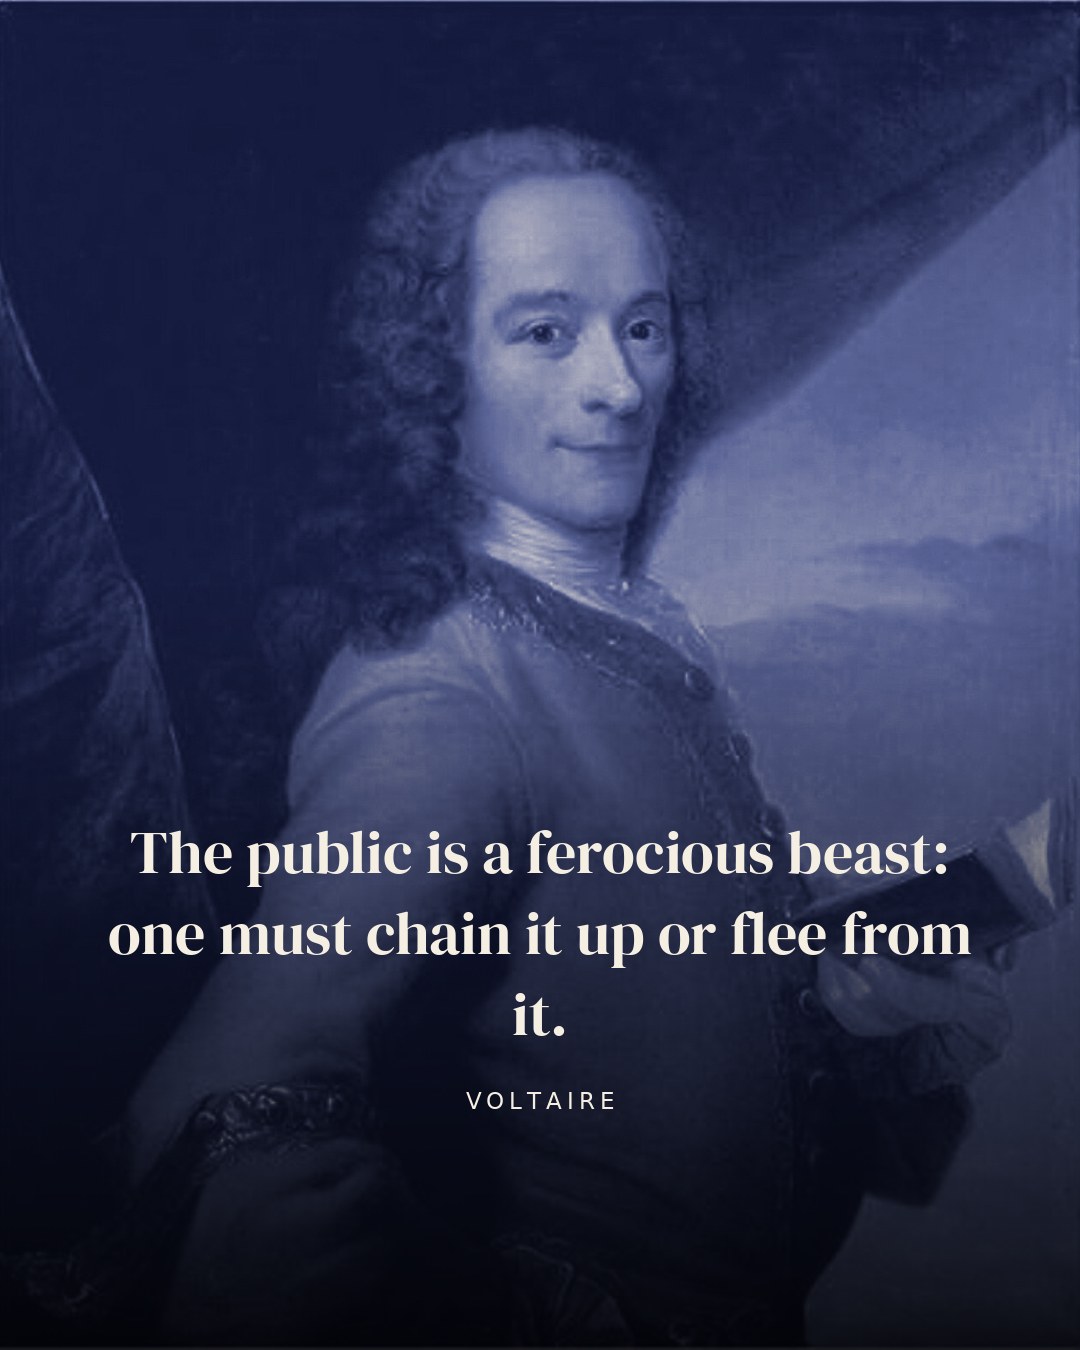 The public is a ferocious beast:
one must chain it up or flee from
it.
VOLTAIRE